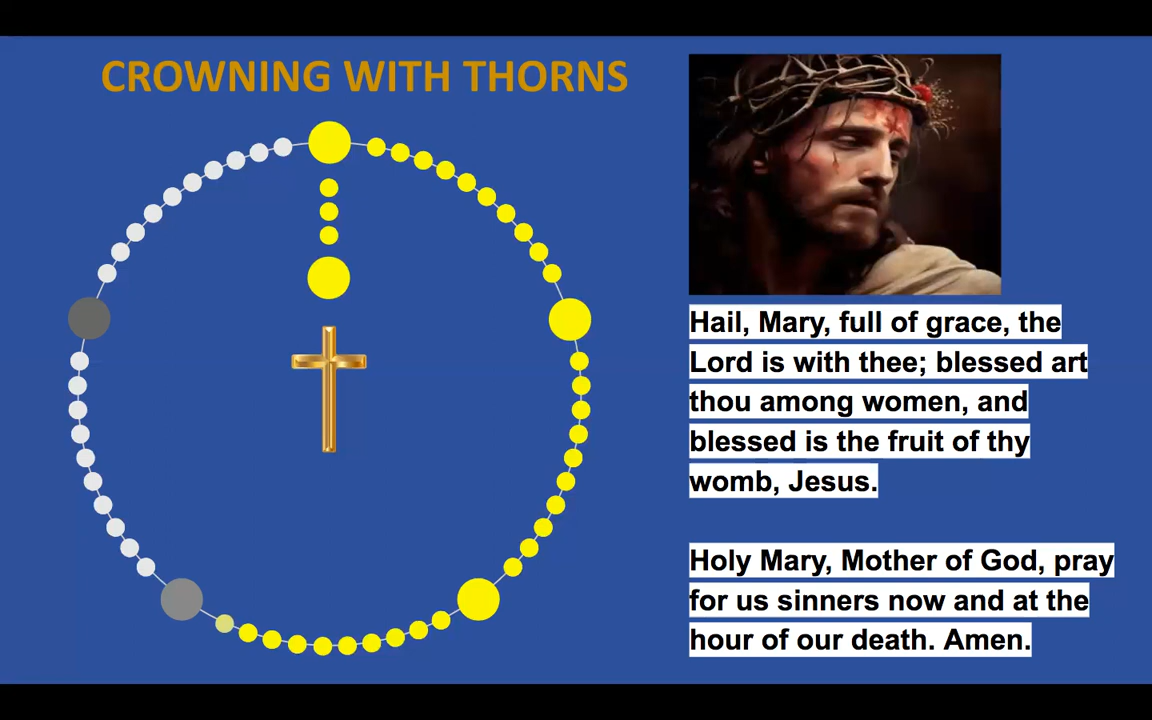 CROWNING WITH THORNS
Hail, Mary, full of grace, the
Lord is with thee; blessed art
thou among women, and
blessed is the fruit of thy
womb, Jesus.
Holy Mary, Mother of God, pray
for us sinners now and at the
hour of our death. Amen.